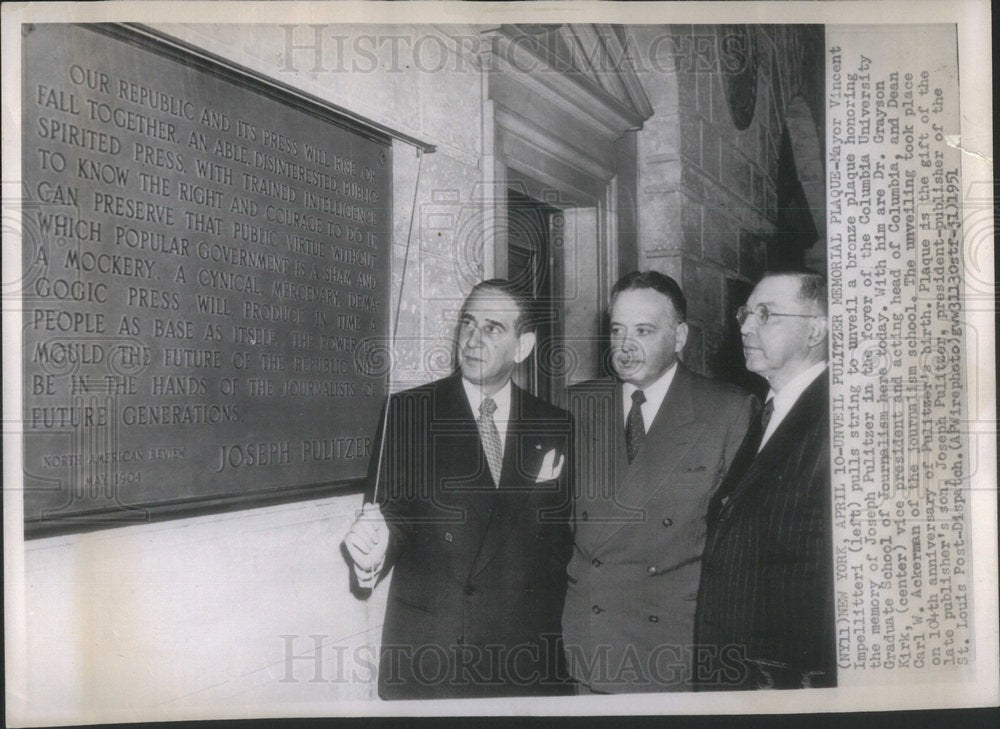 OUR REPUBLIC AND ITS PRESS WILL RISE OR
FALL TOGETHER. AN ABLE, DISINTERESTED, PUBLIC-
SPIRITED PRESS, WITH TRAINED INTELLIGENCE
TO KNOW THE RIGHT AND COURAGE TO DO IT,
CAN PRESERVE THAT PUBLIC VIRTUE WITHOUT
WHICH POPULAR GOVERNMENT IS A SHAM AND
A MOCKERY. A CYNICAL, MERCENARY, DEMA-
GOGIC PRESS WILL PRODUCE IN TIME A
PEOPLE AS BASE AS ITSELF. THE POWER TO
MOULD THE FUTURE OF THE REPUBLIC WILL
BE IN THE HANDS OF THE JOURNALISTS OF
FUTURE GENERATIONS.
JOSEPH PULITZER
NORTH AMERICAN REVIEW
MAY 1904
(NY11)NEW YORK, APRIL 10-UNVEIL PULITZER MEMORIAL PLAQUE-Mayor Vincent
Impellitteri (left) pulls string to unveil a bronze plaque honoring
the memory of Joseph Pulitzer in the foyer of the Columbia University
Graduate School of Journalism here today. With him are Dr. Grayson
Kirk, (center) vice president and acting head of Columbia, and Dean
Carl W. Ackerman of the journalism school. The unveiling took place
on 104th anniversary of Pulitzer's birth. Plaque is the gift of the
late publisher's son, Joseph Pulitzer, president-publisher of the
St. Louis Post-Dispatch.(APWirephoto)gvw31130stf-jl)1951
HISTORIC IMAGES
HISTORIC IMAGES
HISTORIC IMAGES
HISTORIC IMAGES